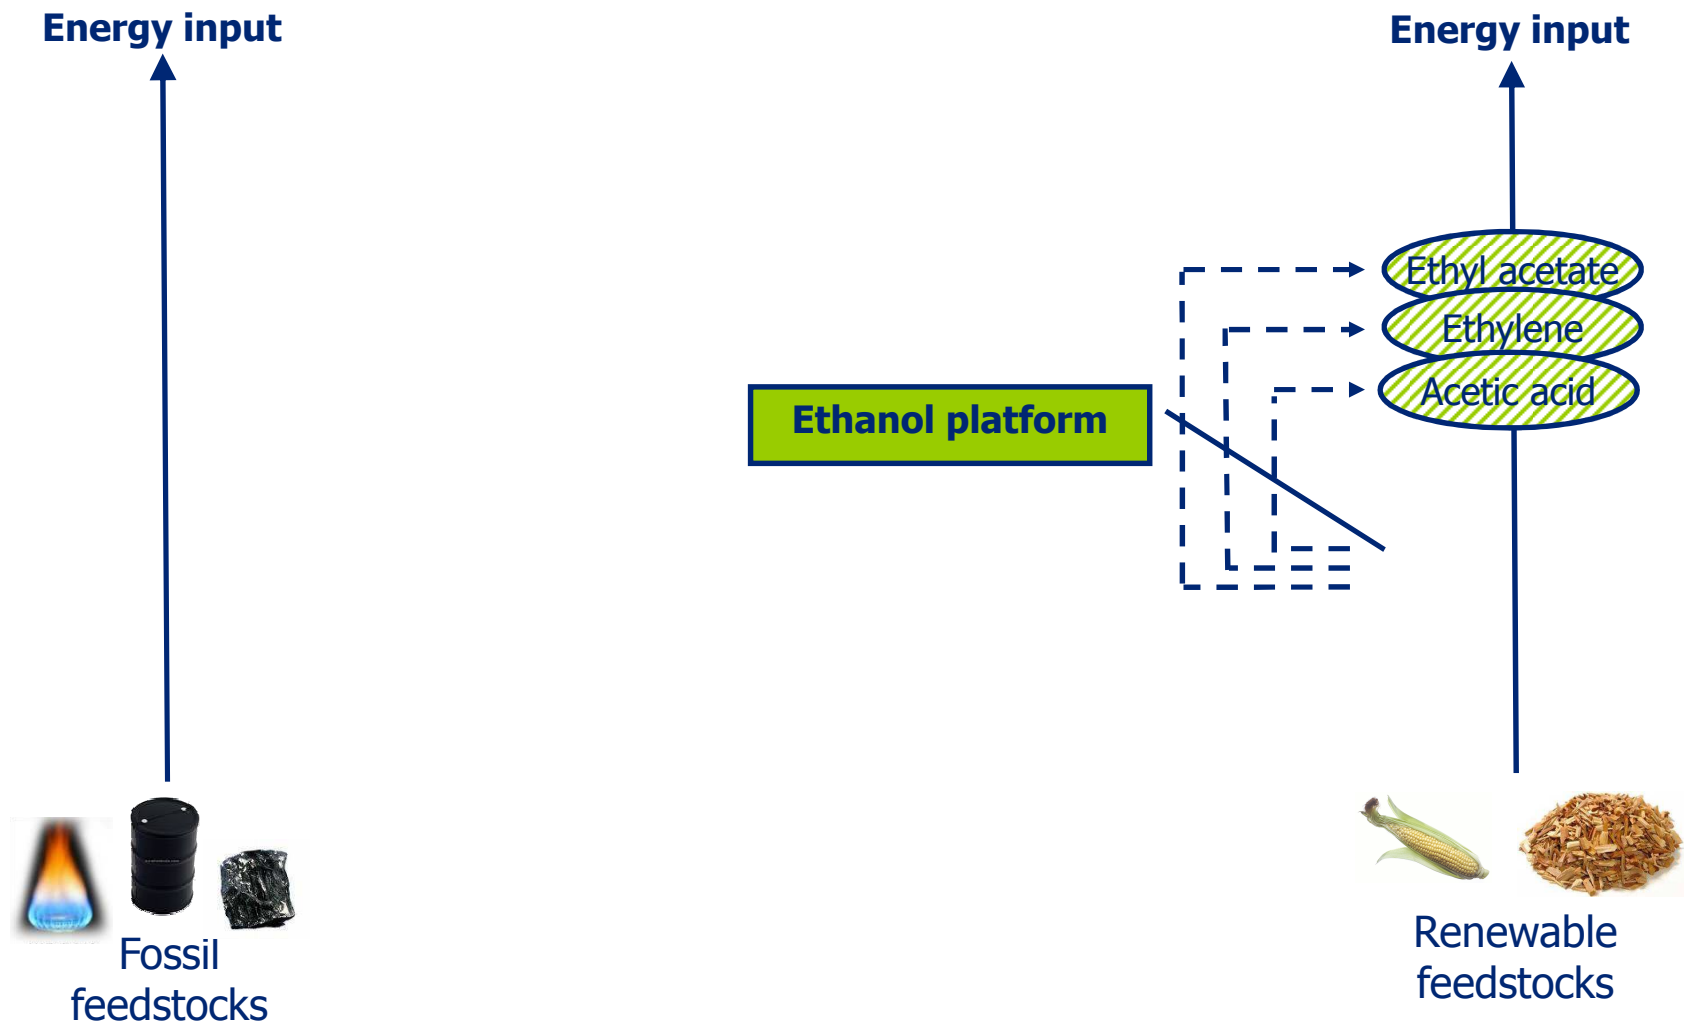 Energy input
Energy input
Ethyl acetate
Ethylene
Acetic acid
Ethanol platform
Fossil
feedstocks
Renewable
feedstocks